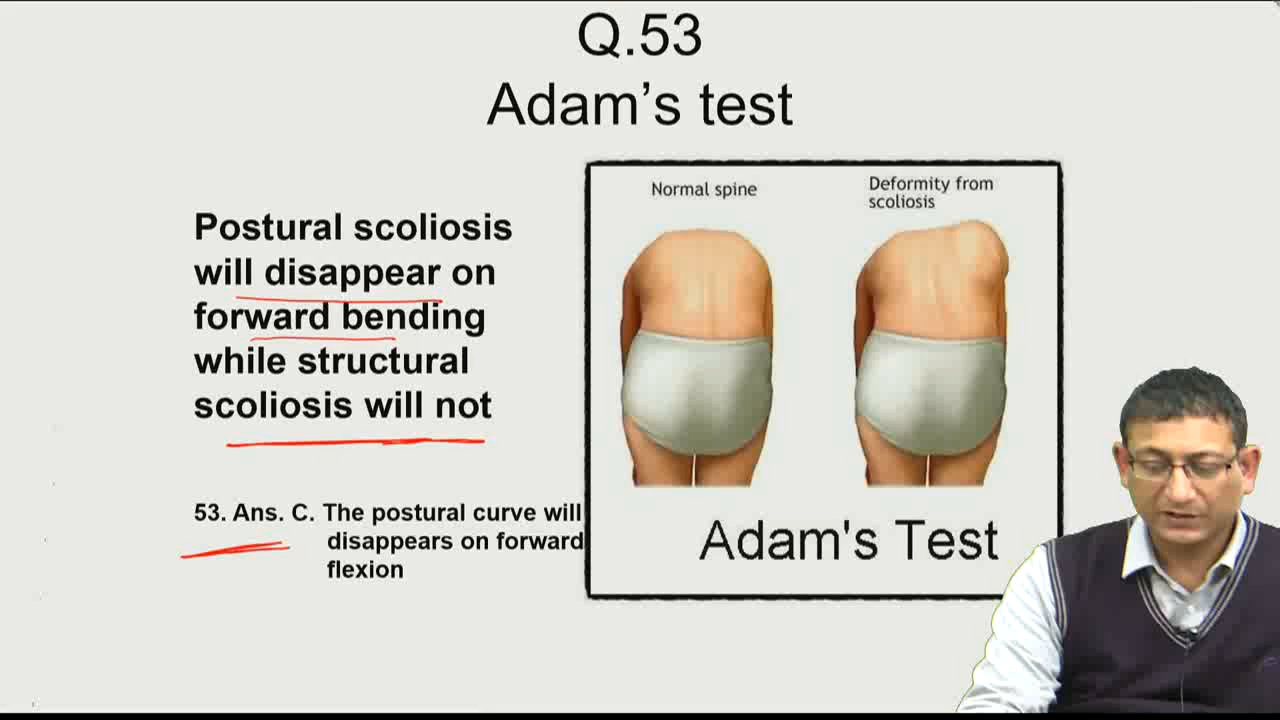 Q.53
Adam's test
Postural scoliosis
will disappear on
forward bending
while structural
scoliosis will not
53. Ans. C. The postural curve will
disappears on forward
flexion
Normal spine
Deformity from
scoliosis
Adam's Test